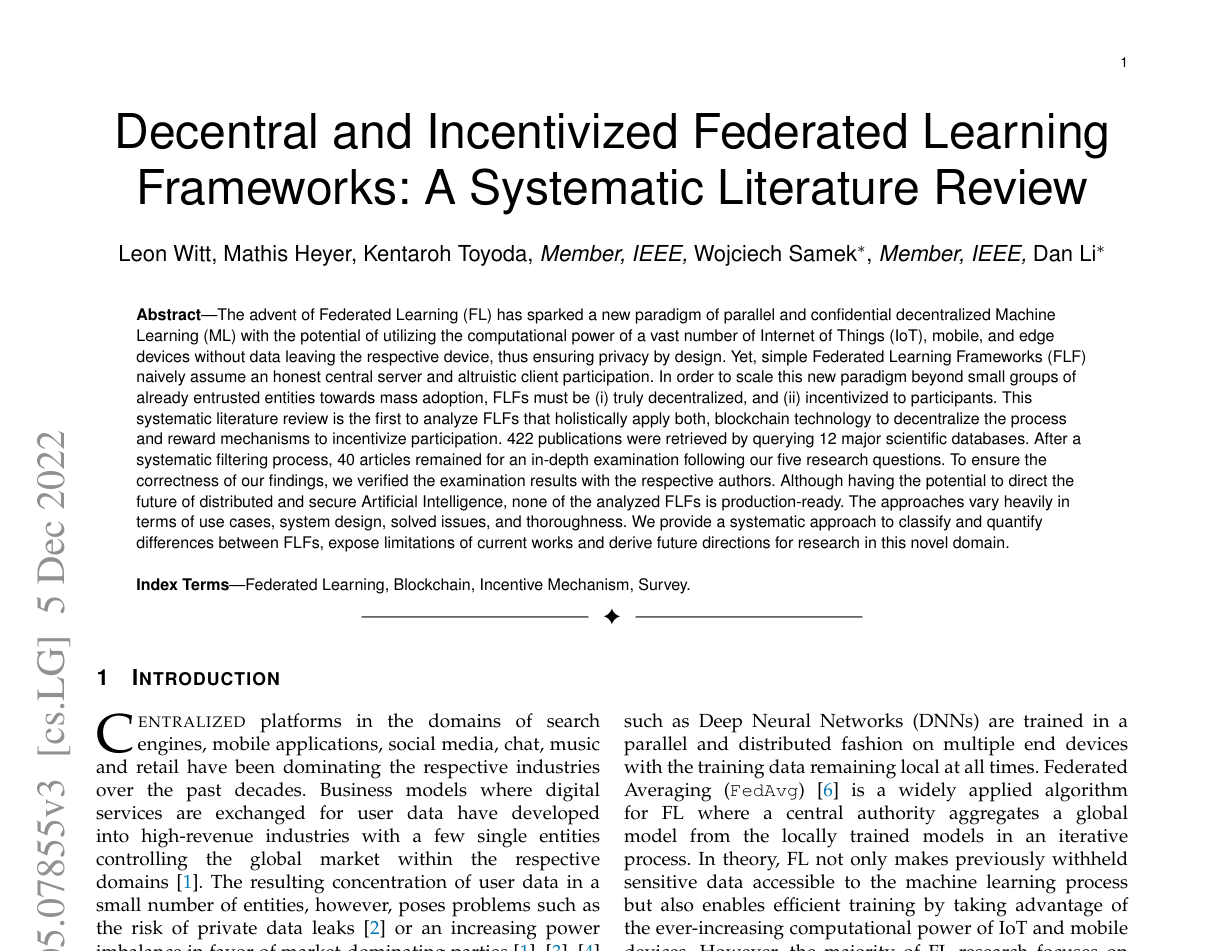 1
Decentral and Incentivized Federated Learning
Frameworks: A Systematic Literature Review
Leon Witt, Mathis Heyer, Kentaroh Toyoda, Member, IEEE, Wojciech Samek∗, Member, IEEE, Dan Li∗
Abstract—The advent of Federated Learning (FL) has sparked a new paradigm of parallel and confidential decentralized Machine
Learning (ML) with the potential of utilizing the computational power of a vast number of Internet of Things (IoT), mobile, and edge
devices without data leaving the respective device, thus ensuring privacy by design. Yet, simple Federated Learning Frameworks (FLF)
naively assume an honest central server and altruistic client participation. In order to scale this new paradigm beyond small groups of
already entrusted entities towards mass adoption, FLFs must be (i) truly decentralized, and (ii) incentivized to participants. This
systematic literature review is the first to analyze FLFs that holistically apply both, blockchain technology to decentralize the process
and reward mechanisms to incentivize participation. 422 publications were retrieved by querying 12 major scientific databases. After a
systematic filtering process, 40 articles remained for an in-depth examination following our five research questions. To ensure the
correctness of our findings, we verified the examination results with the respective authors. Although having the potential to direct the
future of distributed and secure Artificial Intelligence, none of the analyzed FLFs is production-ready. The approaches vary heavily in
terms of use cases, system design, solved issues, and thoroughness. We provide a systematic approach to classify and quantify
differences between FLFs, expose limitations of current works and derive future directions for research in this novel domain.
Index Terms—Federated Learning, Blockchain, Incentive Mechanism, Survey.
1 INTRODUCTION
CENTRALIZED platforms in the domains of search
engines, mobile applications, social media, chat, music
and retail have been dominating the respective industries
over the past decades. Business models where digital
services are exchanged for user data have developed
into high-revenue industries with a few single entities
controlling the global market within the respective
domains [1]. The resulting concentration of user data in a
small number of entities, however, poses problems such as
the risk of private data leaks [2] or an increasing power
imbalance in favor of market-dominating parties [1], [3], [4]
such as Deep Neural Networks (DNNs) are trained in a
parallel and distributed fashion on multiple end devices
with the training data remaining local at all times. Federated
Averaging (FedAvg) [6] is a widely applied algorithm
for FL where a central authority aggregates a global
model from the locally trained models in an iterative
process. In theory, FL not only makes previously withheld
sensitive data accessible to the machine learning process
but also enables efficient training by taking advantage of
the ever-increasing computational power of IoT and mobile
devices. However, the majority of FL research focuses on
05.07855v3 [cs.LG] 5 Dec 2022